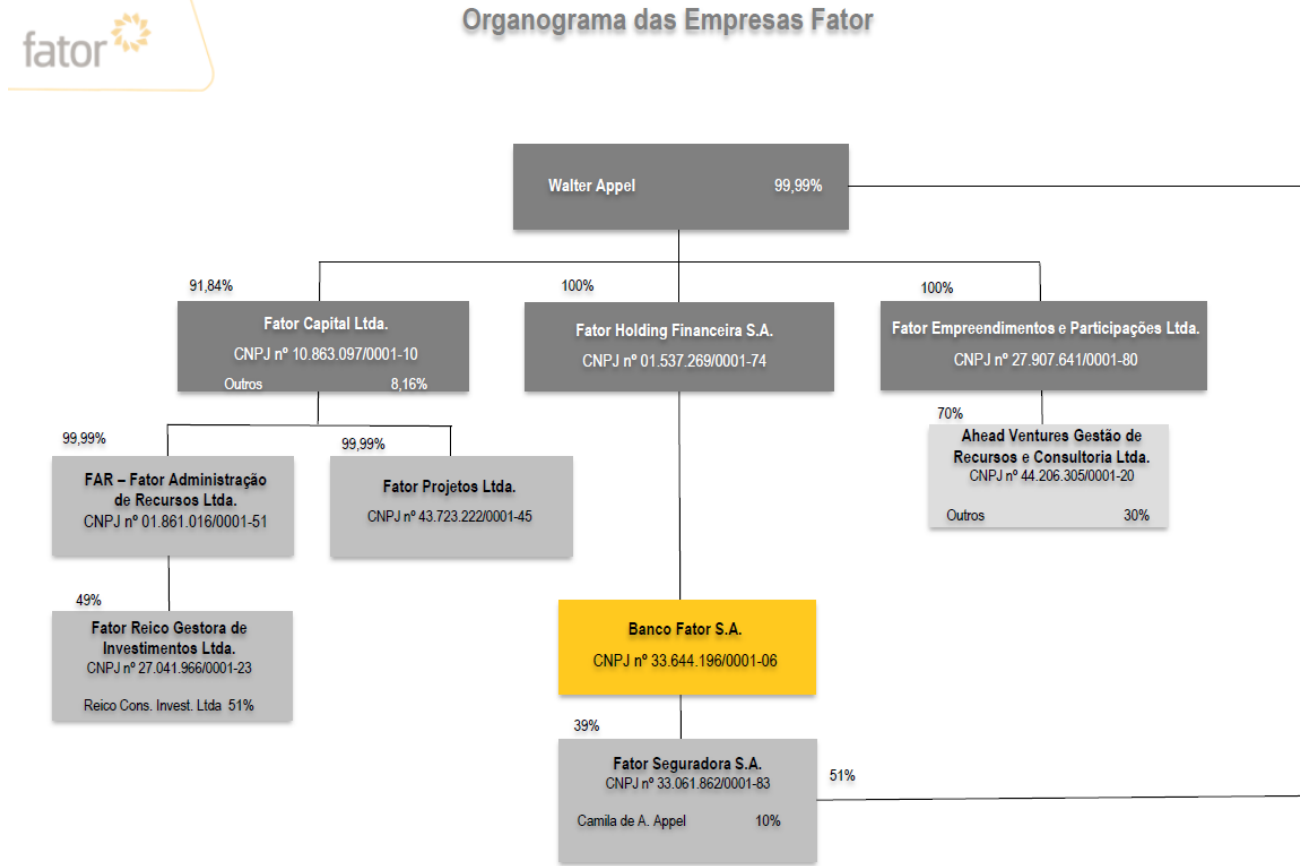 fator
Organograma das Empresas Fator
Walter Appel 99,99%
91,84%
Fator Capital Ltda.
CNPJ nº 10.863.097/0001-10
Outros 8,16%
100%
Fator Holding Financeira S.A.
CNPJ nº 01.537.269/0001-74
100%
Fator Empreendimentos e Participações Ltda.
CNPJ nº 27.907.641/0001-80
99,99%
FAR – Fator Administração
de Recursos Ltda.
CNPJ nº 01.861.016/0001-51
99,99%
Fator Projetos Ltda.
CNPJ nº 43.723.222/0001-45
70%
Ahead Ventures Gestão de
Recursos e Consultoria Ltda.
CNPJ nº 44.206.305/0001-20
Outros 30%
49%
Fator Reico Gestora de
Investimentos Ltda.
CNPJ nº 27.041.966/0001-23
Reico Cons. Invest. Ltda 51%
Banco Fator S.A.
CNPJ nº 33.644.196/0001-06
39%
Fator Seguradora S.A.
CNPJ nº 33.061.862/0001-83
Camila de A. Appel 10%
51%